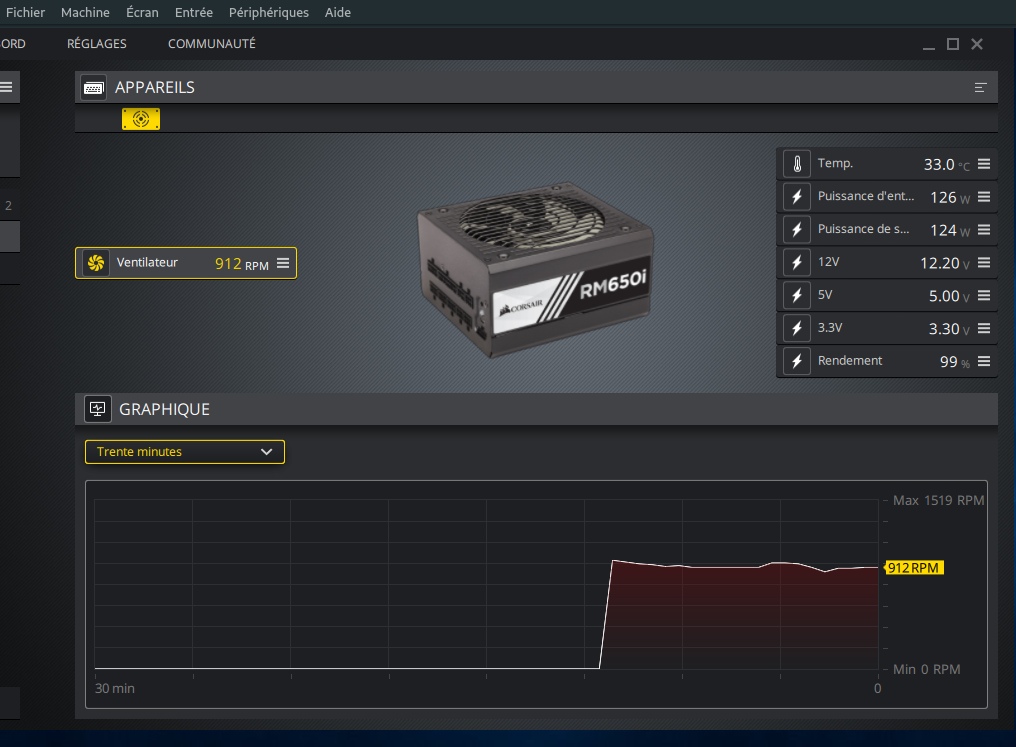 Fichier Machine Écran Entrée Périphériques Aide
ORD RÉGLAGES COMMUNAUTÉ
APPAREILS
2
Ventilateur 912 RPM
CORSAIR RM650i
Temp. 33.0 °C
Puissance d'ent... 126 W
Puissance de s... 124 W
12V 12.20 V
5V 5.00 V
3.3V 3.30 V
Rendement 99 %
GRAPHIQUE
Trente minutes
Max 1519 RPM
912 RPM
Min 0 RPM
30 min 0